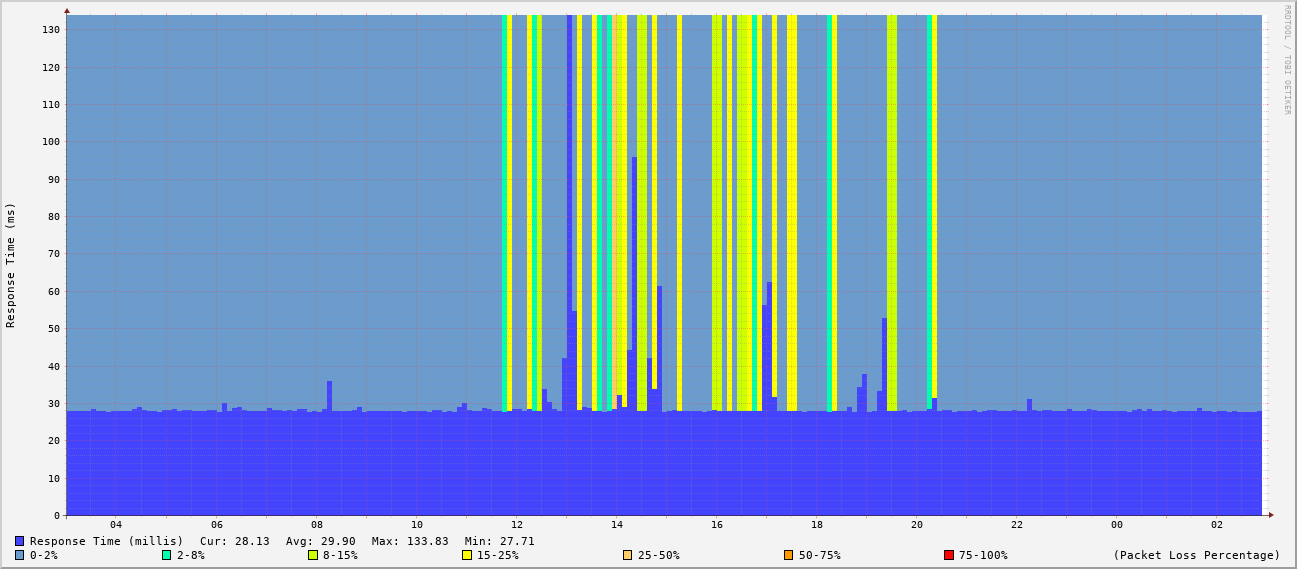 RRDTOOL / TOBI OETIKER
Response Time (ms)
130
120
110
100
90
80
70
60
50
40
30
20
10
0
04 06 08 10 12 14 16 18 20 22 00 02
Response Time (millis) Cur: 28.13 Avg: 29.90 Max: 133.83 Min: 27.71
0-2% 2-8% 8-15% 15-25% 25-50% 50-75% 75-100% (Packet Loss Percentage)